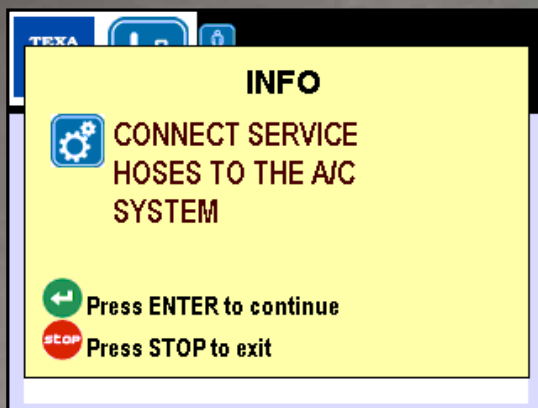 TEXA
INFO
CONNECT SERVICE
HOSES TO THE A/C
SYSTEM
Press ENTER to continue
stop Press STOP to exit